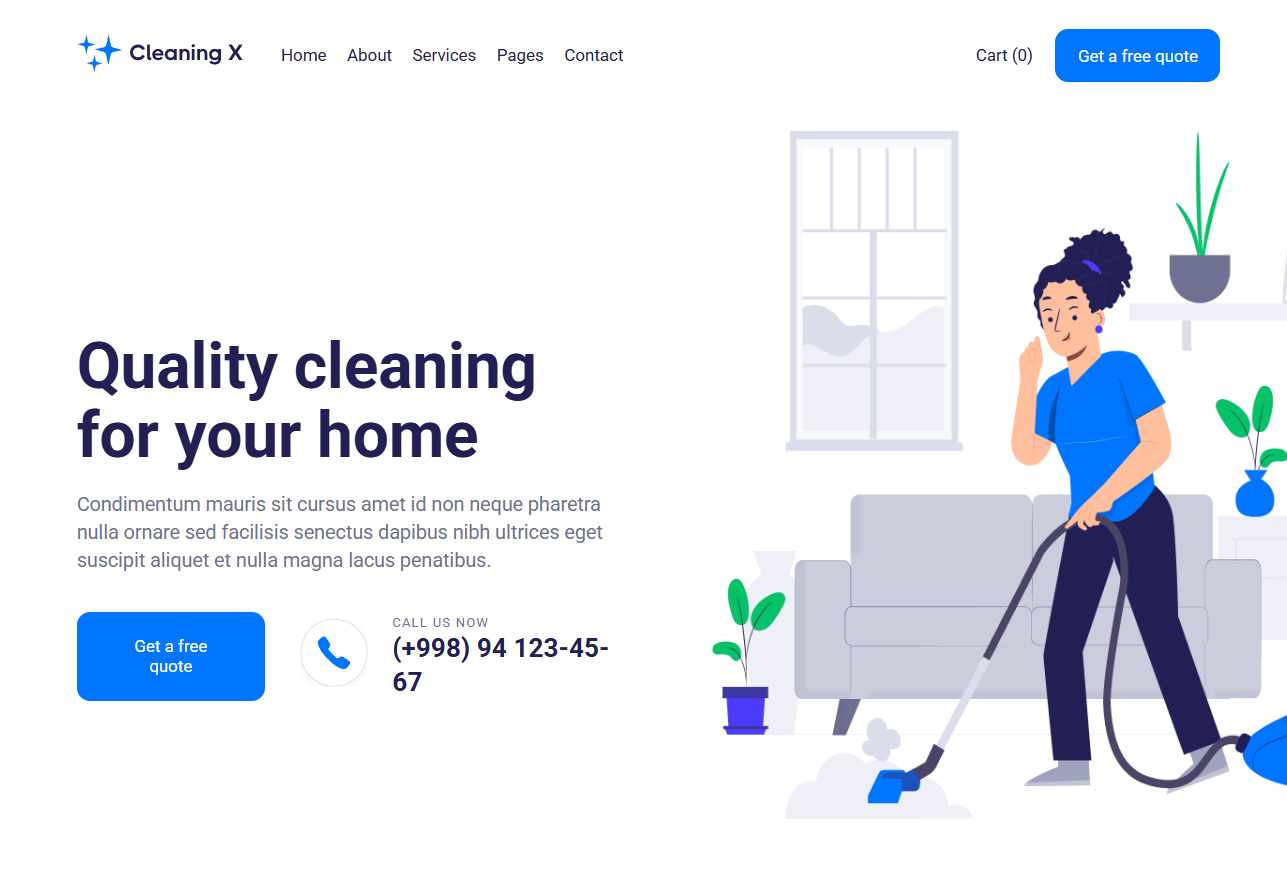 Cleaning X
Home About Services Pages Contact
Cart (0)
Get a free quote
Quality cleaning
for your home
Condimentum mauris sit cursus amet id non neque pharetra
nulla ornare sed facilisis senectus dapibus nibh ultrices eget
suscipit aliquet et nulla magna lacus penatibus.
Get a free
quote
CALL US NOW
(+998) 94 123-45-
67